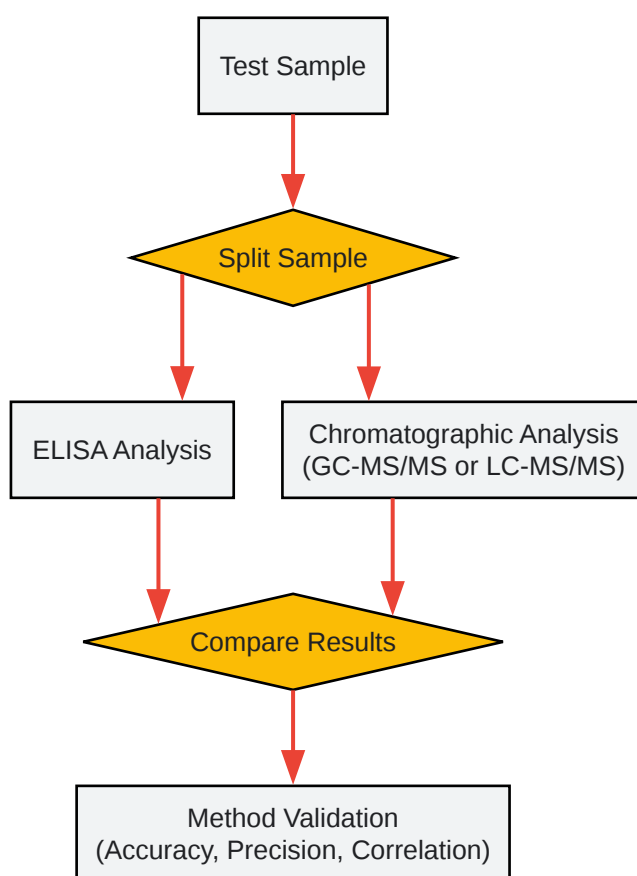 Test Sample
Split Sample
ELISA Analysis
Chromatographic Analysis
(GC-MS/MS or LC-MS/MS)
Compare Results
Method Validation
(Accuracy, Precision, Correlation)